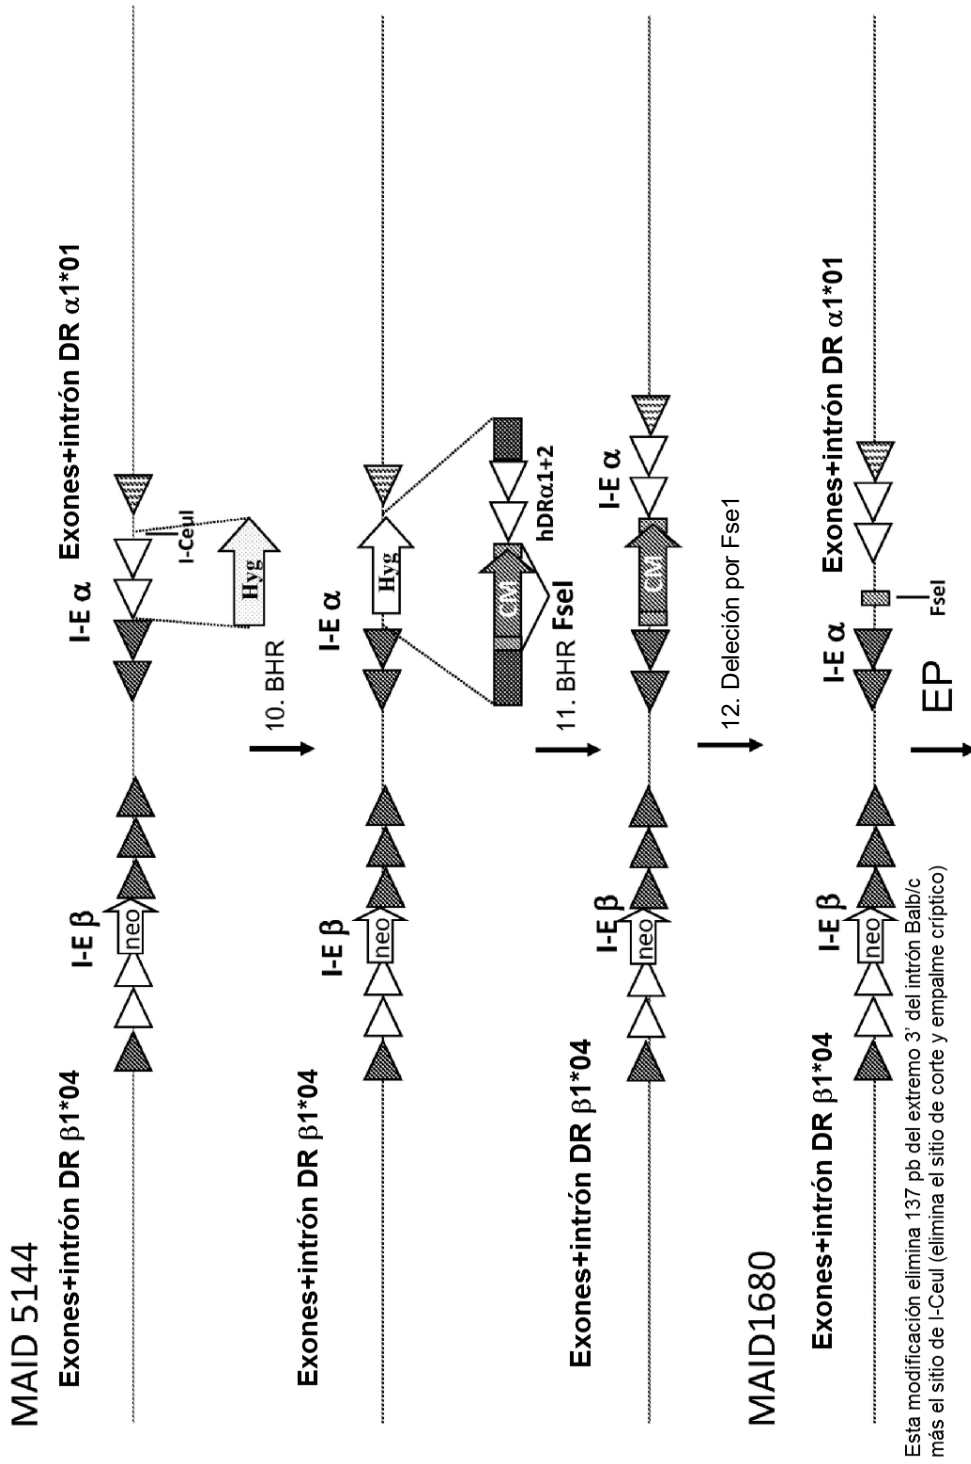 MAID 5144
Exones+intrón DR β1*04
I-E β
neo
I-E α
Exones+intrón DR α1*01
I-CeuI
Hyg
10. BHR
Exones+intrón DR β1*04
I-E β
neo
I-E α
Hyg
CM
hDRα1+2
FseI
11. BHR
Exones+intrón DR β1*04
I-E β
neo
CM
I-E α
12. Deleción por Fse1
MAID1680
Exones+intrón DR β1*04
I-E β
neo
I-E α
Exones+intrón DR α1*01
FseI
EP
Esta modificación elimina 137 pb del extremo 3' del intrón Balb/c
más el sitio de I-CeuI (elimina el sitio de corte y empalme críptico)